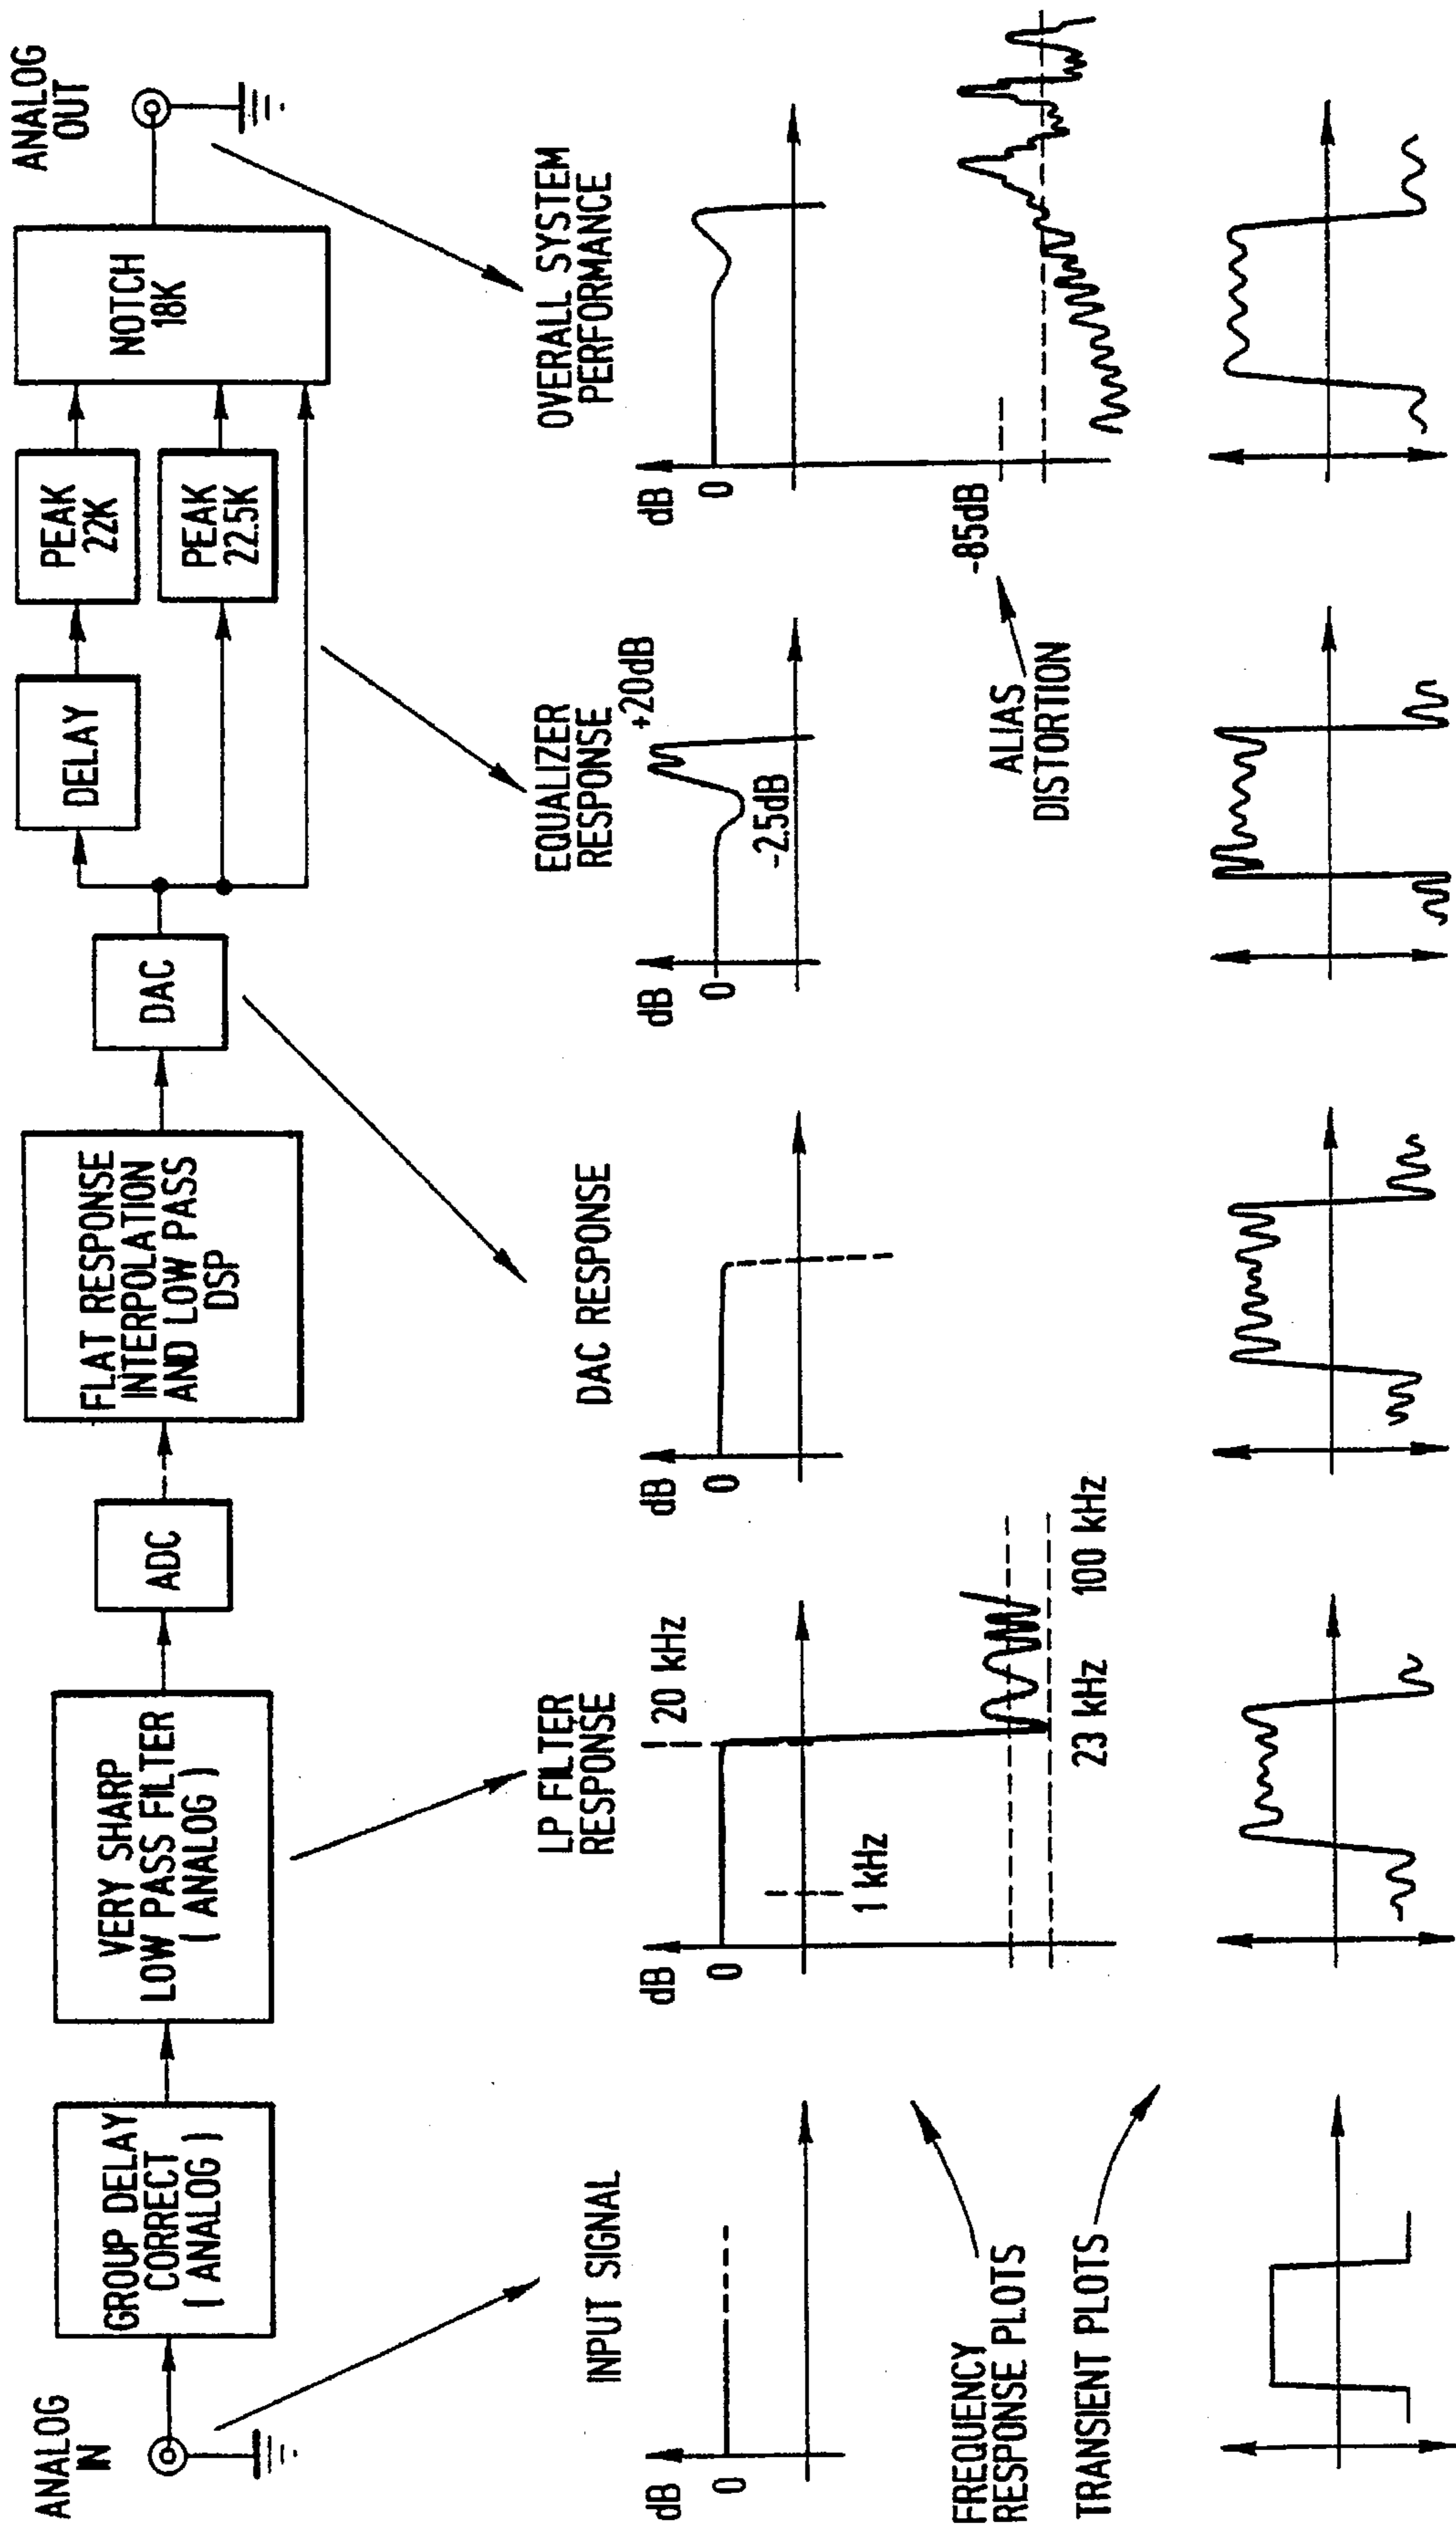 ANALOG
IN
GROUP DELAY
CORRECT
( ANALOG )
VERY SHARP
LOW PASS FILTER
( ANALOG )
ADC
FLAT RESPONSE
INTERPOLATION
AND LOW PASS
DSP
DAC
DELAY
PEAK
22K
PEAK
22.5K
NOTCH
18K
ANALOG
OUT
INPUT SIGNAL
LP FILTER
RESPONSE
DAC RESPONSE
EQUALIZER
RESPONSE
OVERALL SYSTEM
PERFORMANCE
dB
0
dB
0
20 kHz
1 kHz
23 kHz
100 kHz
dB
0
dB
0
+20dB
-2.5dB
dB
0
-85dB
ALIAS
DISTORTION
FREQUENCY
RESPONSE PLOTS
TRANSIENT PLOTS